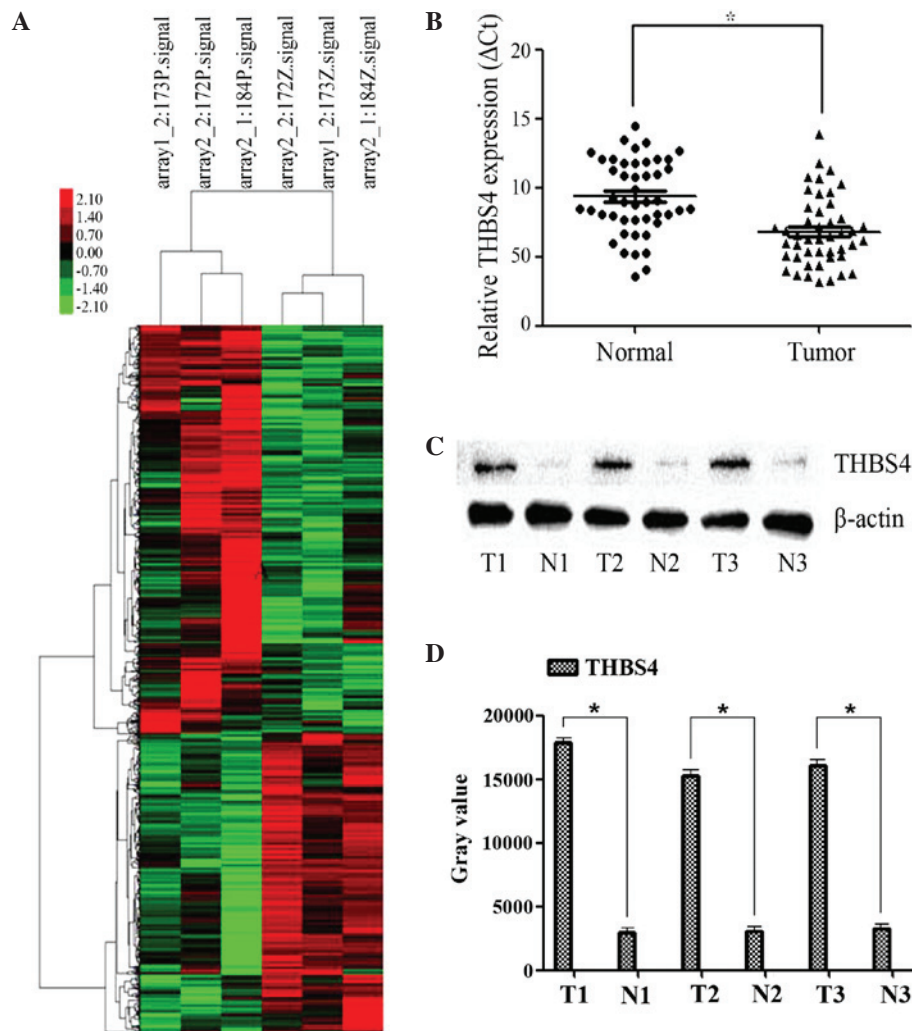 A
array1_2:173P.signal
array2_2:172P.signal
array2_1:184P.signal
array2_2:172Z.signal
array1_2:173Z.signal
array2_1:184Z.signal
2.10
1.40
0.70
0.00
-0.70
-1.40
-2.10
B
*
Relative THBS4 expression (ΔCt)
20
15
10
50
0
Normal
Tumor
C
THBS4
β-actin
T1 N1 T2 N2 T3 N3
D
THBS4
* * *
Gray value
20000
15000
10000
5000
0
T1 N1 T2 N2 T3 N3